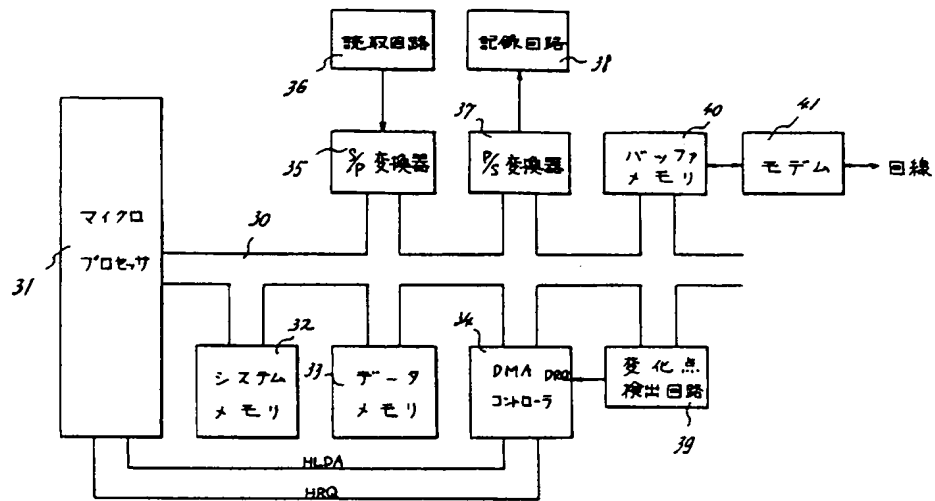 読取回路
記録回路
36
38
37
40
41
35
S/P 変換器
P/S 変換器
バッファ
メモリ
モデム
回線
マイクロ
プロセッサ
30
31
32
システム
メモリ
33
データ
メモリ
34
DMA DRQ
コントローラ
変化点
検出回路
39
HLDA
HRQ